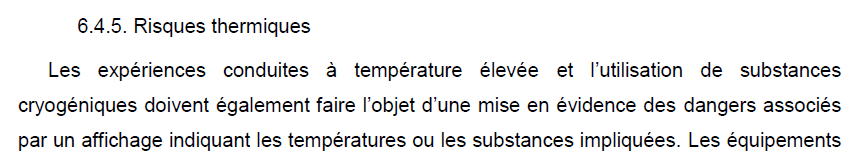 6.4.5. Risques thermiques
Les expériences conduites à température élevée et l’utilisation de substances
cryogéniques doivent également faire l’objet d’une mise en évidence des dangers associés
par un affichage indiquant les températures ou les substances impliquées. Les équipements